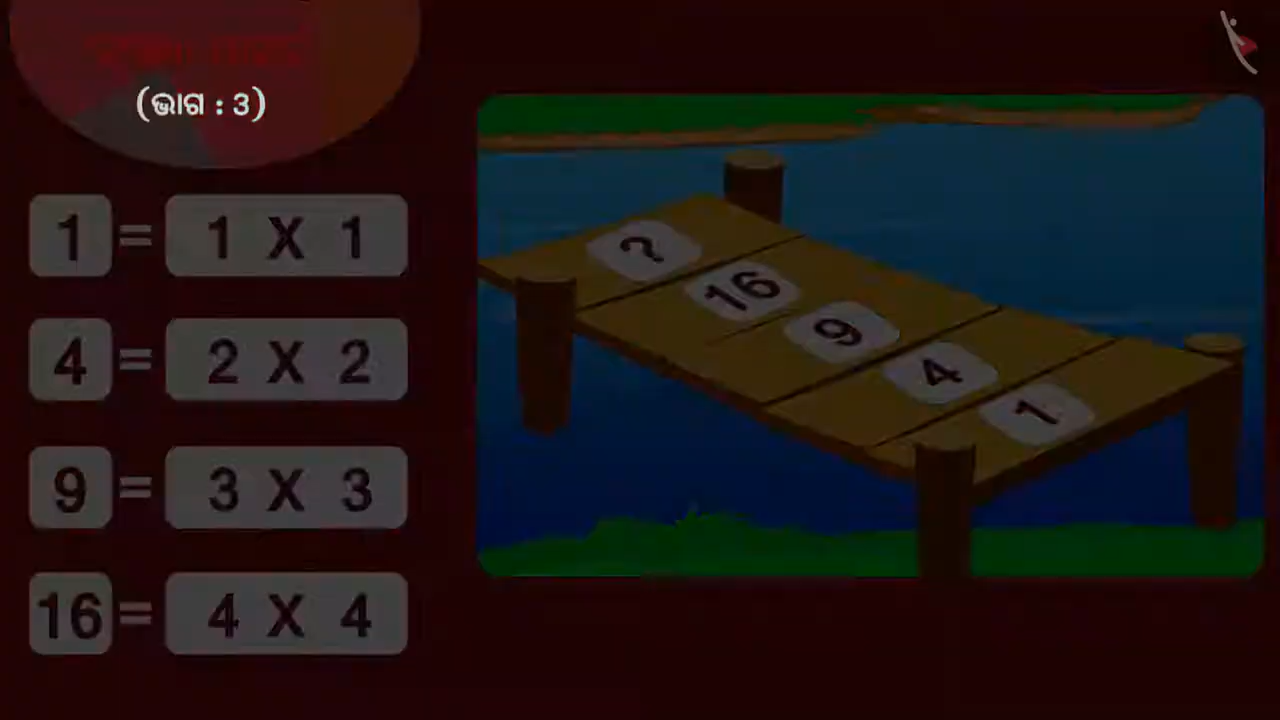 (ଭାଗ : 3)
1 = 1 X 1
4 = 2 X 2
9 = 3 X 3
16 = 4 X 4
?
16
9
4
1